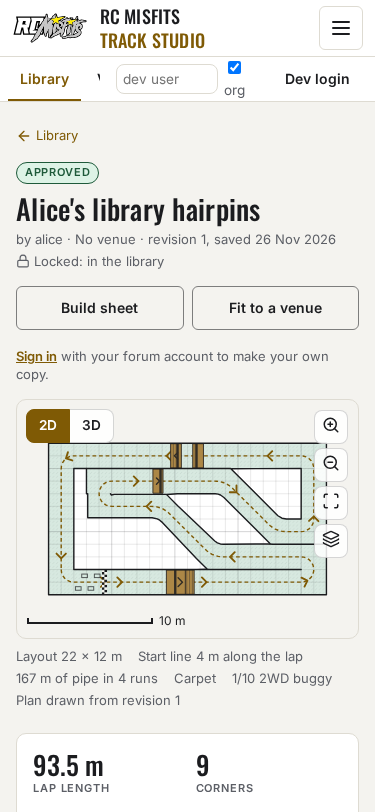 RC Misfits
RC MISFITS
TRACK STUDIO
Library
dev user
org
Dev login
Library
APPROVED
Alice's library hairpins
by alice · No venue · revision 1, saved 26 Nov 2026
Locked: in the library
Build sheet
Fit to a venue
Sign in with your forum account to make your own
copy.
2D
3D
10 m
Layout 22 × 12 m
Start line 4 m along the lap
167 m of pipe in 4 runs
Carpet
1/10 2WD buggy
Plan drawn from revision 1
93.5 m
9
LAP LENGTH
CORNERS